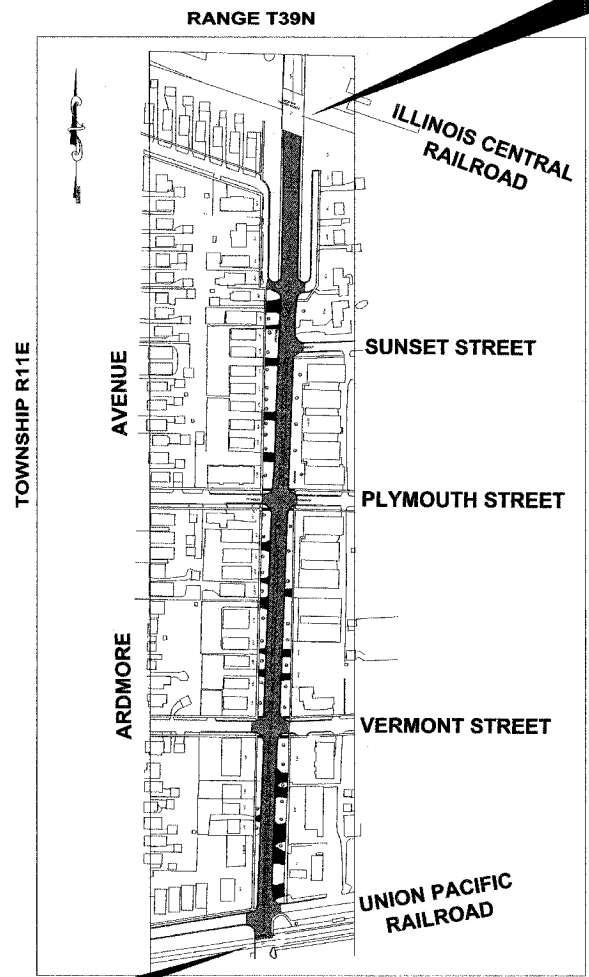 RANGE T39N
ILLINOIS CENTRAL
RAILROAD
SUNSET STREET
TOWNSHIP R11E
AVENUE
PLYMOUTH STREET
ARDMORE
VERMONT STREET
UNION PACIFIC
RAILROAD